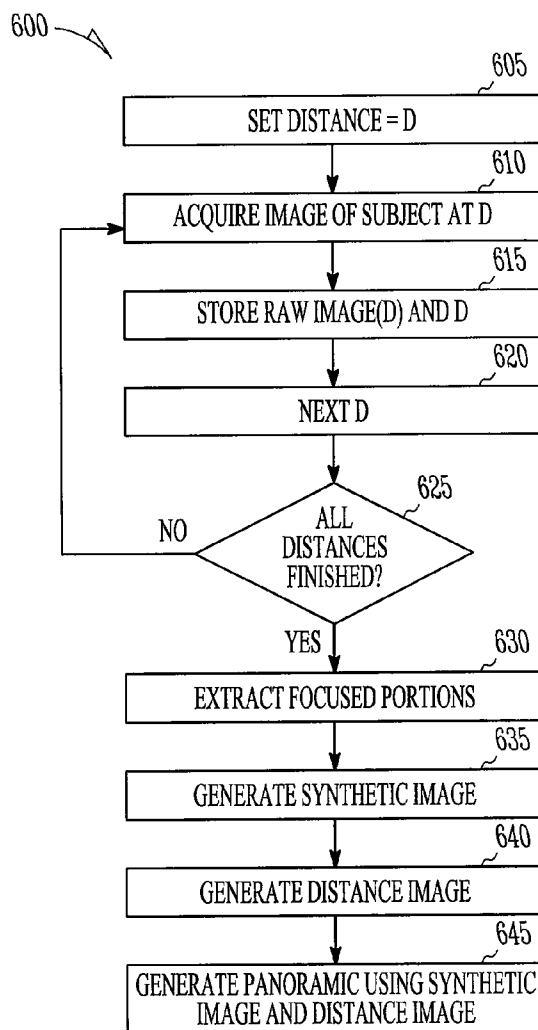 600
605
SET DISTANCE = D
610
ACQUIRE IMAGE OF SUBJECT AT D
615
STORE RAW IMAGE(D) AND D
620
NEXT D
625
NO
ALL
DISTANCES
FINISHED?
YES
630
EXTRACT FOCUSED PORTIONS
635
GENERATE SYNTHETIC IMAGE
640
GENERATE DISTANCE IMAGE
645
GENERATE PANORAMIC USING SYNTHETIC
IMAGE AND DISTANCE IMAGE